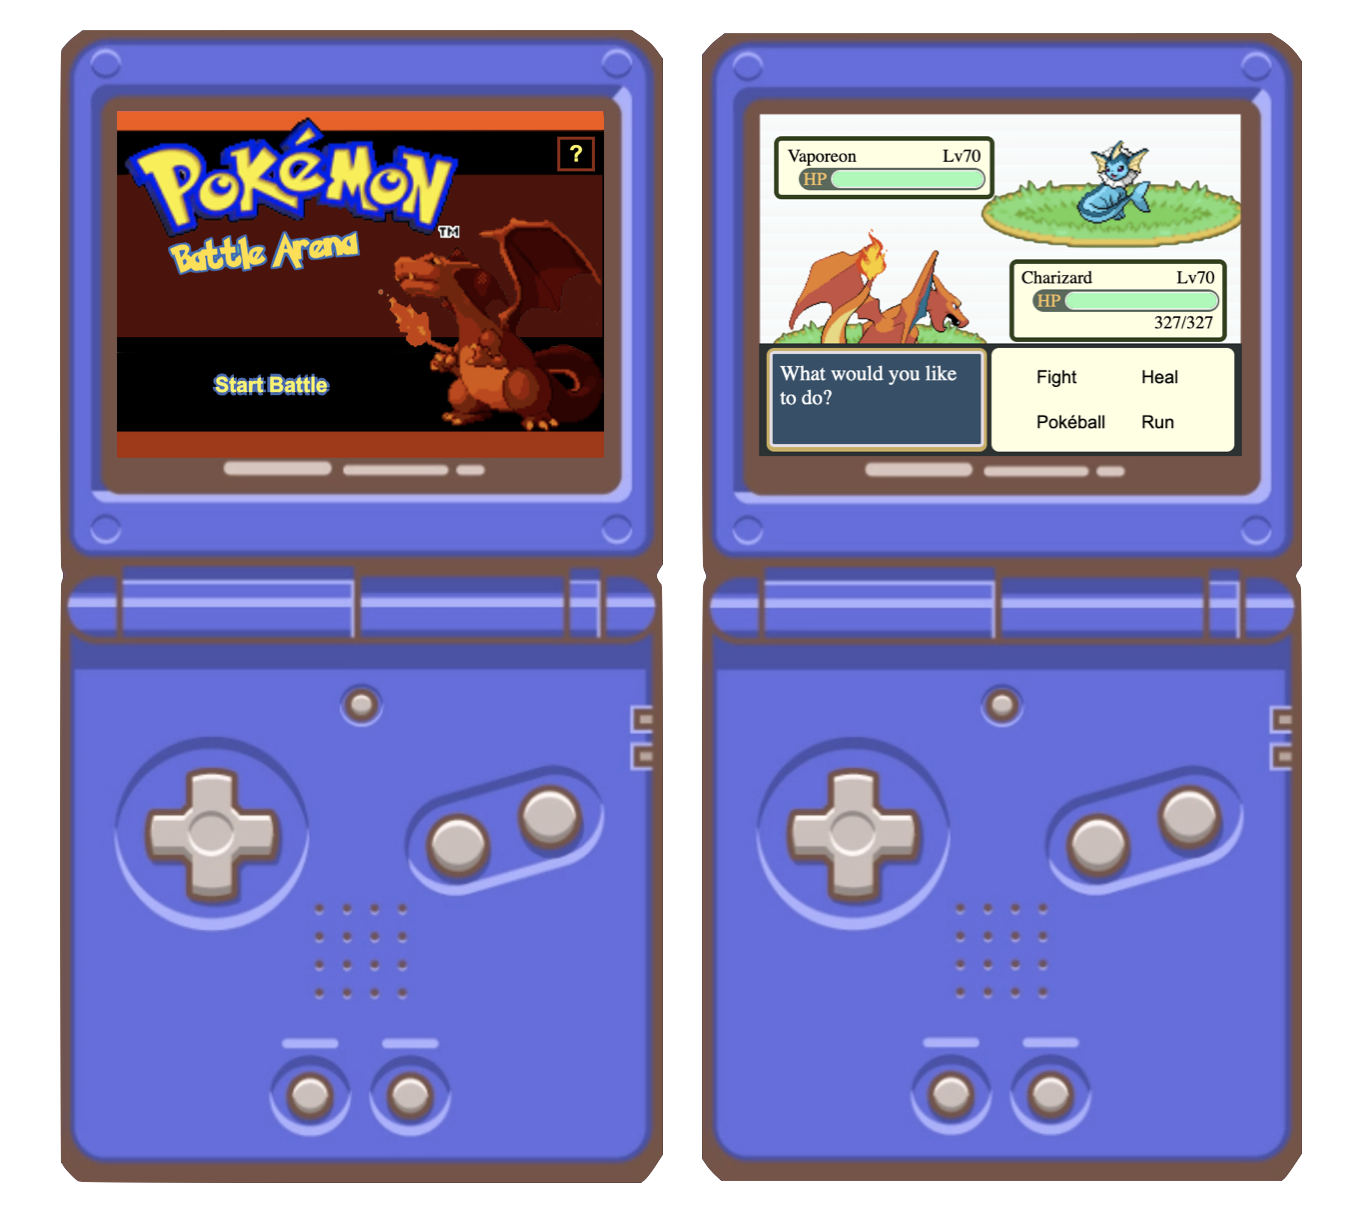 POKéMON
TM
Battle Arena
?
Start Battle
Vaporeon Lv70
HP
Charizard Lv70
HP
327/327
What would you like
to do?
Fight Heal
Pokéball Run